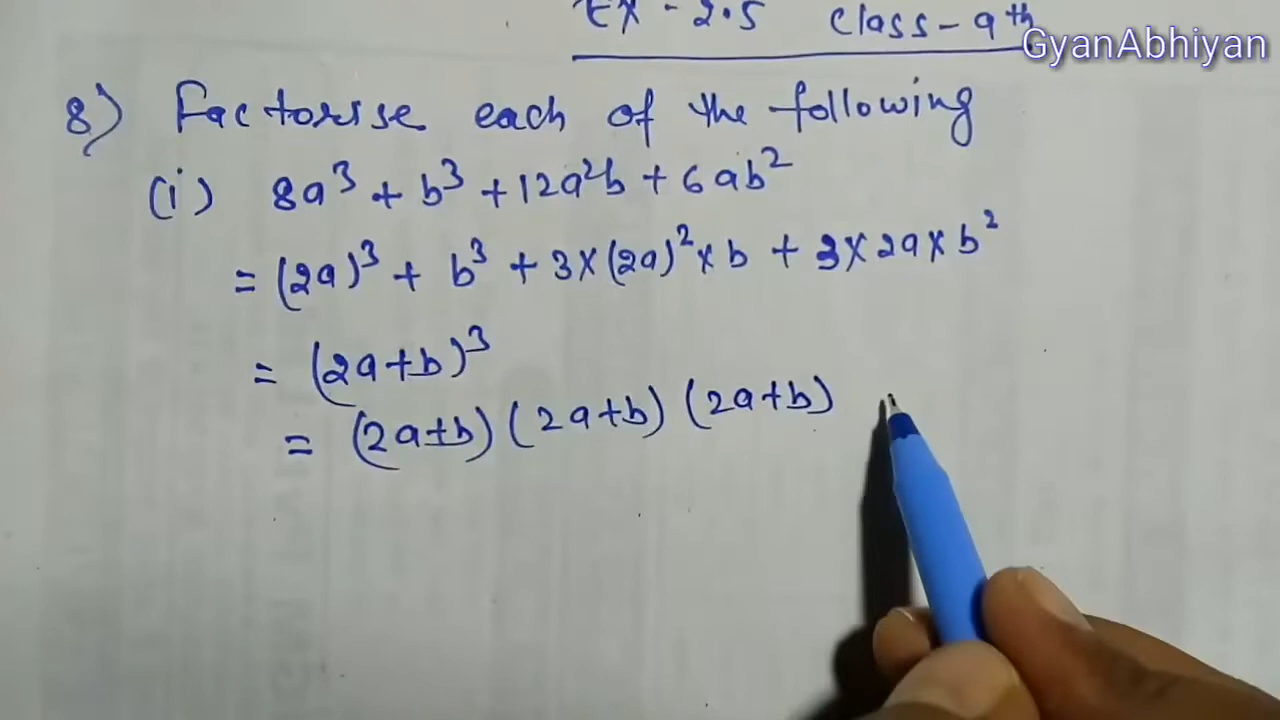 Ex - 2.5 Class - 9th
GyanAbhiyan
8) Factorise each of the following
(i) 8a³ + b³ + 12a²b + 6ab²
= (2a)³ + b³ + 3×(2a)²×b + 3×2a×b²
= (2a+b)³
= (2a+b)(2a+b)(2a+b)